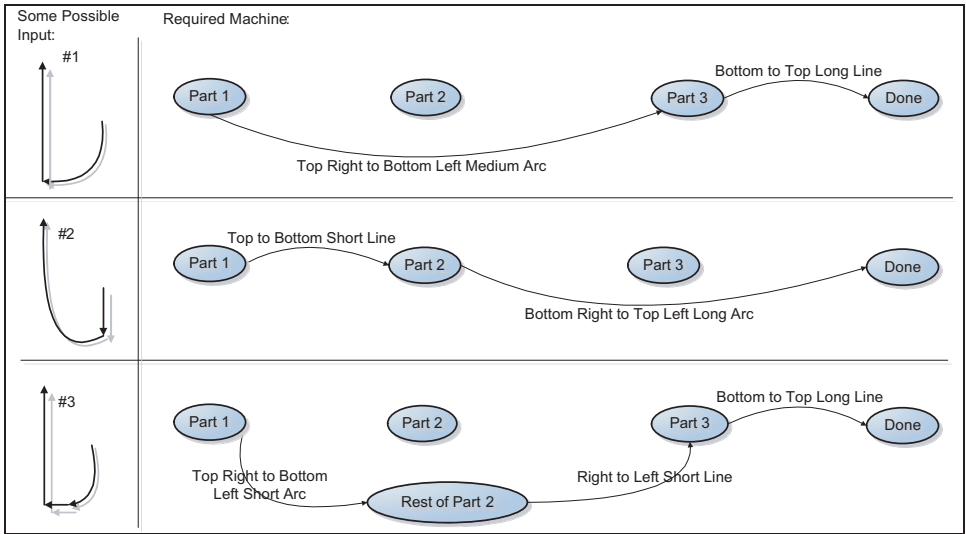 Some Possible
Input:
Required Machine:
#1
Part 1
Part 2
Part 3
Bottom to Top Long Line
Done
Top Right to Bottom Left Medium Arc
#2
Part 1
Top to Bottom Short Line
Part 2
Part 3
Done
Bottom Right to Top Left Long Arc
#3
Part 1
Part 2
Part 3
Bottom to Top Long Line
Done
Top Right to Bottom
Left Short Arc
Rest of Part 2
Right to Left Short Line